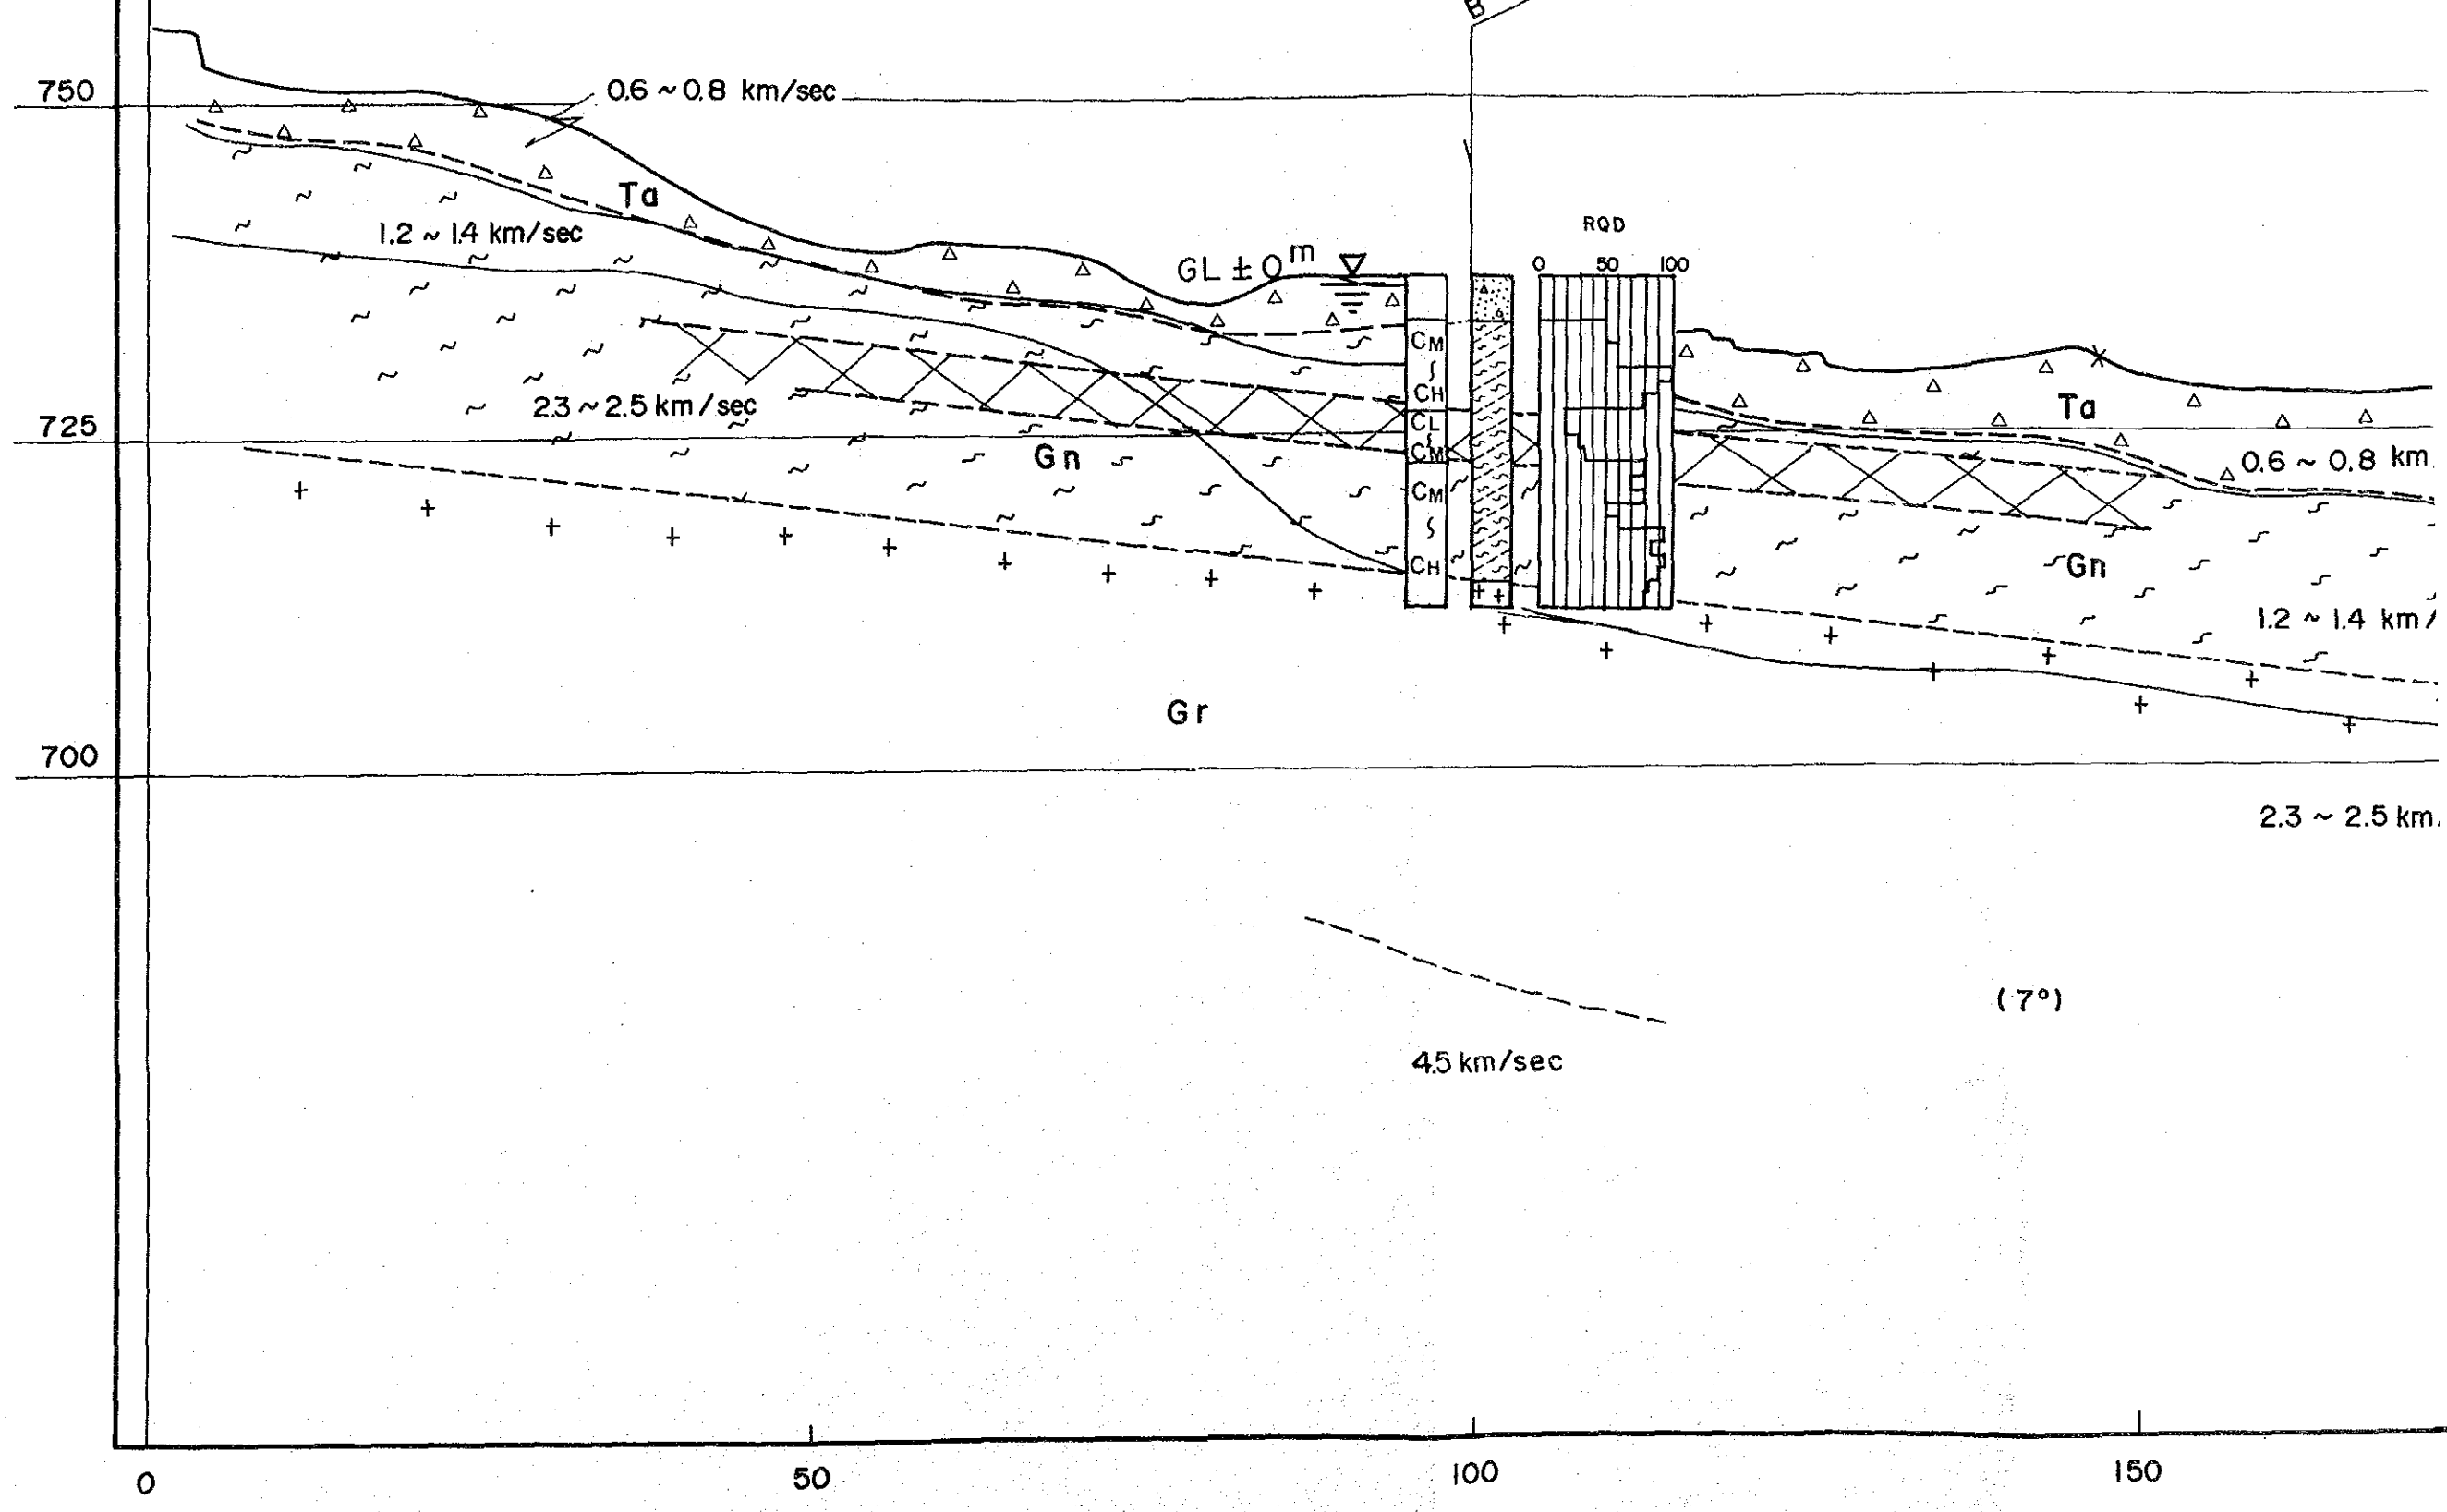 B
750
0.6 ~ 0.8 km/sec
Ta
1.2 ~ 1.4 km/sec
RQD
GL ± 0m
0 50 100
CM
CH
2.3 ~ 2.5 km/sec
Ta
725
CL
CM
Gn
0.6 ~ 0.8 km
CM
CH
Gn
1.2 ~ 1.4 km/
Gr
700
2.3 ~ 2.5 km
(7°)
4.5 km/sec
0 50 100 150